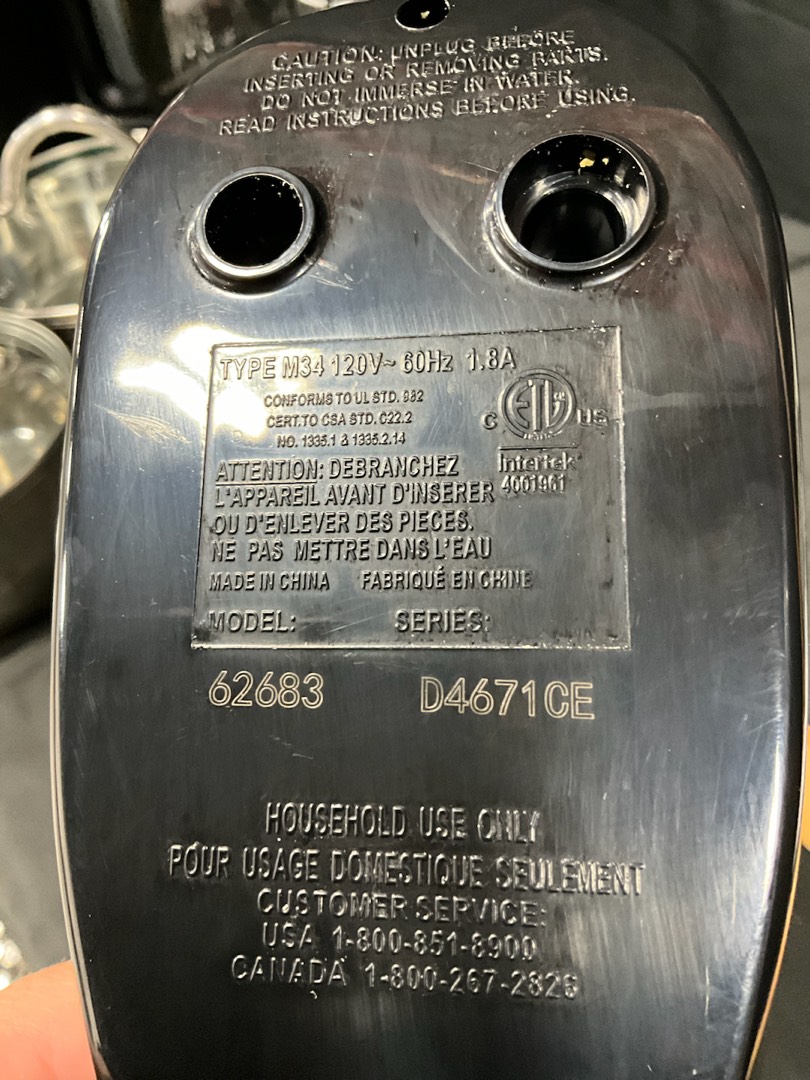 CAUTION: UNPLUG BEFORE
INSERTING OR REMOVING PARTS.
DO NOT IMMERSE IN WATER.
READ INSTRUCTIONS BEFORE USING.
TYPE M34 120V~ 60Hz 1.8A
CONFORMS TO UL STD. 982
CERT.TO CSA STD. C22.2
NO. 1335.1 & 1335.2.14
C ETL US
Intertek
4001961
ATTENTION: DEBRANCHEZ
L'APPAREIL AVANT D'INSERER
OU D'ENLEVER DES PIECES.
NE PAS METTRE DANS L'EAU
MADE IN CHINA FABRIQUÉ EN CHINE
MODEL: SERIES:
62683 D4671CE
HOUSEHOLD USE ONLY
POUR USAGE DOMESTIQUE SEULEMENT
CUSTOMER SERVICE:
USA 1-800-851-8900
CANADA 1-800-267-2826